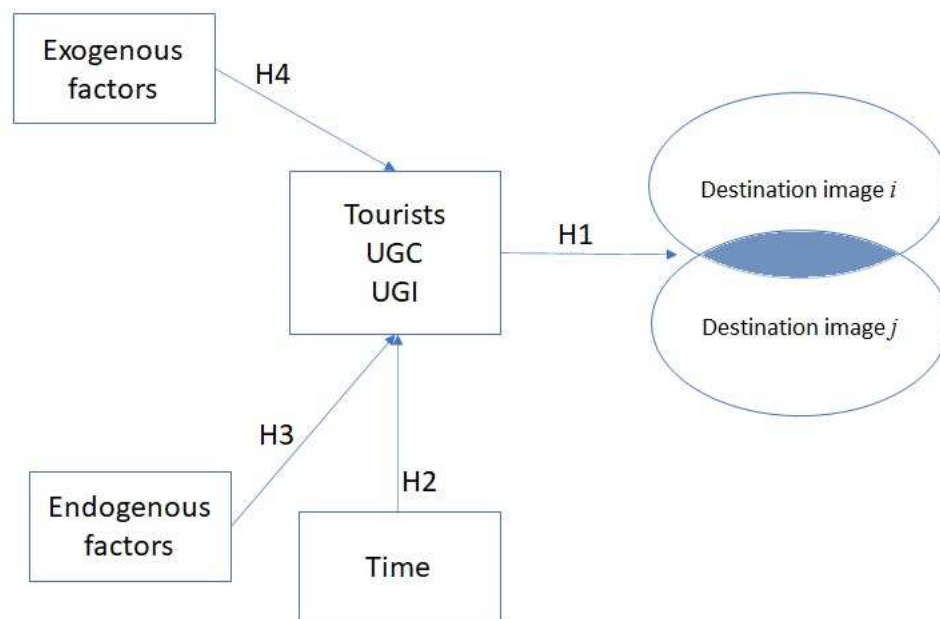 Exogenous
factors
H4
Tourists
UGC
UGI
H1
Destination image i
Destination image j
H3
H2
Endogenous
factors
Time